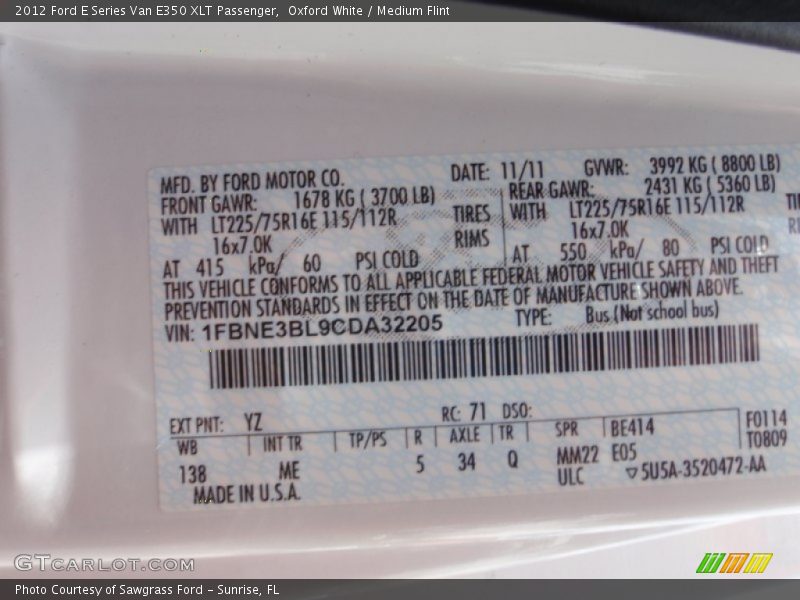 2012 Ford E Series Van E350 XLT Passenger, Oxford White / Medium Flint
MFD. BY FORD MOTOR CO. DATE: 11/11 GVWR: 3992 KG ( 8800 LB)
FRONT GAWR: 1678 KG ( 3700 LB) REAR GAWR: 2431 KG ( 5360 LB)
WITH LT225/75R16E 115/112R TIRES WITH LT225/75R16E 115/112R
16x7.0K RIMS 16x7.0K
AT 415 kPa/ 60 PSI COLD AT 550 kPa/ 80 PSI COLD
THIS VEHICLE CONFORMS TO ALL APPLICABLE FEDERAL MOTOR VEHICLE SAFETY AND THEFT
PREVENTION STANDARDS IN EFFECT ON THE DATE OF MANUFACTURE SHOWN ABOVE.
VIN: 1FBNE3BL9CDA32205 TYPE: Bus (Not school bus)
EXT PNT: YZ RC: 71 DSO:
WB INT TR TP/PS R AXLE TR SPR BE414 F0114
138 ME 5 34 Q MM22 E05 T0809
MADE IN U.S.A. ULC ▽5U5A-3520472-AA
GTCARLOT.COM
Photo Courtesy of Sawgrass Ford - Sunrise, FL